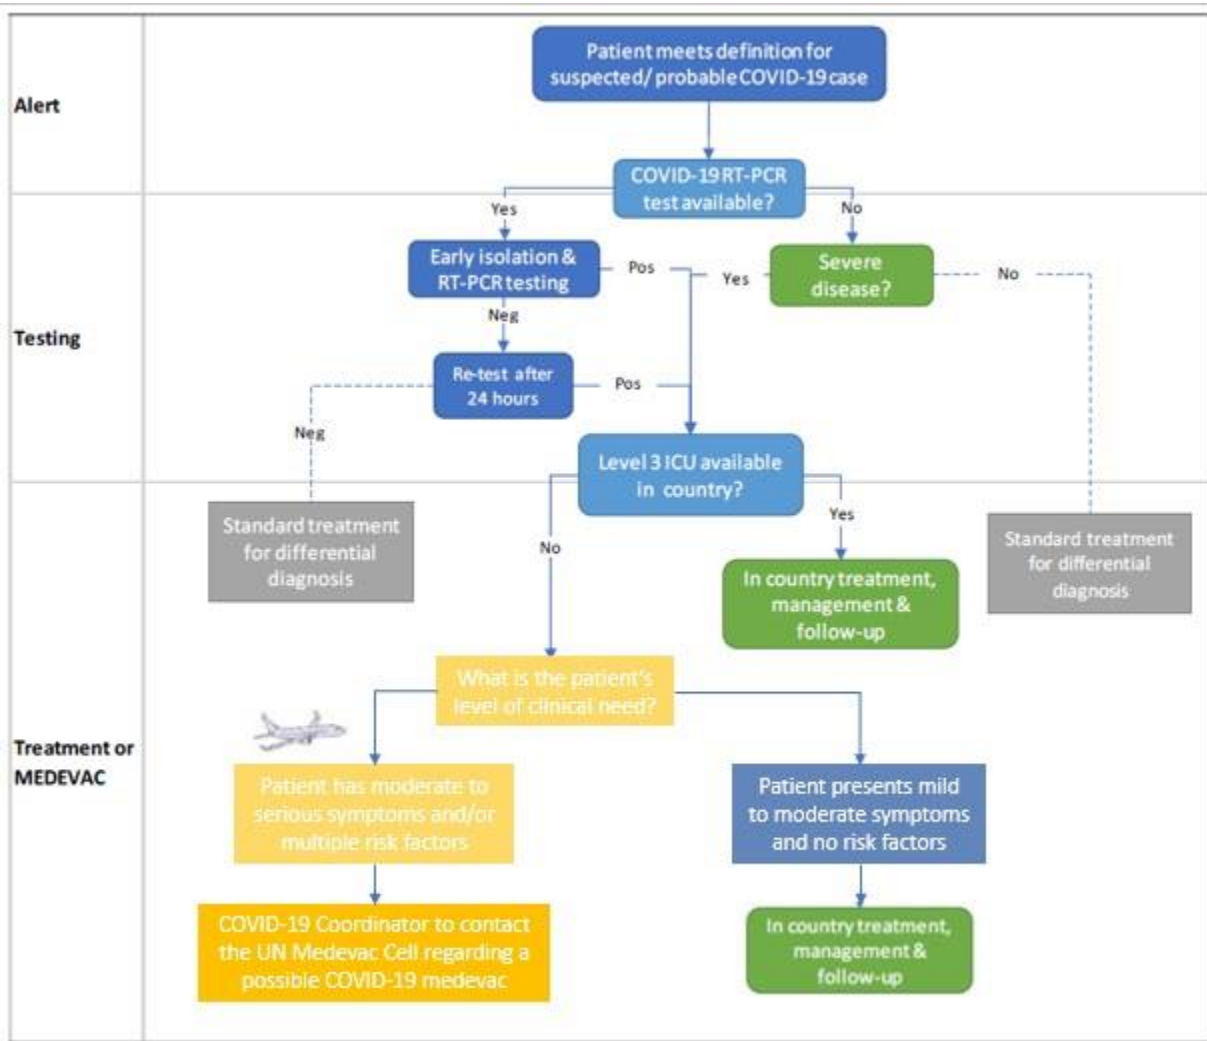 Alert
Patient meets definition for
suspected/ probable COVID-19 case
COVID-19 RT-PCR
test available?
Yes
No
Testing
Early isolation &
RT-PCR testing
Pos
Yes
Severe
disease?
No
Neg
Re-test after
24 hours
Pos
Neg
Level 3 ICU available
in country?
Standard treatment
for differential
diagnosis
No
Yes
Standard treatment
for differential
diagnosis
In country treatment,
management &
follow-up
Treatment or
MEDEVAC
What is the patient's
level of clinical need?
Patient has moderate to
serious symptoms and/or
multiple risk factors
Patient presents mild
to moderate symptoms
and no risk factors
COVID-19 Coordinator to contact
the UN Medevac Cell regarding a
possible COVID-19 medevac
In country treatment,
management &
follow-up